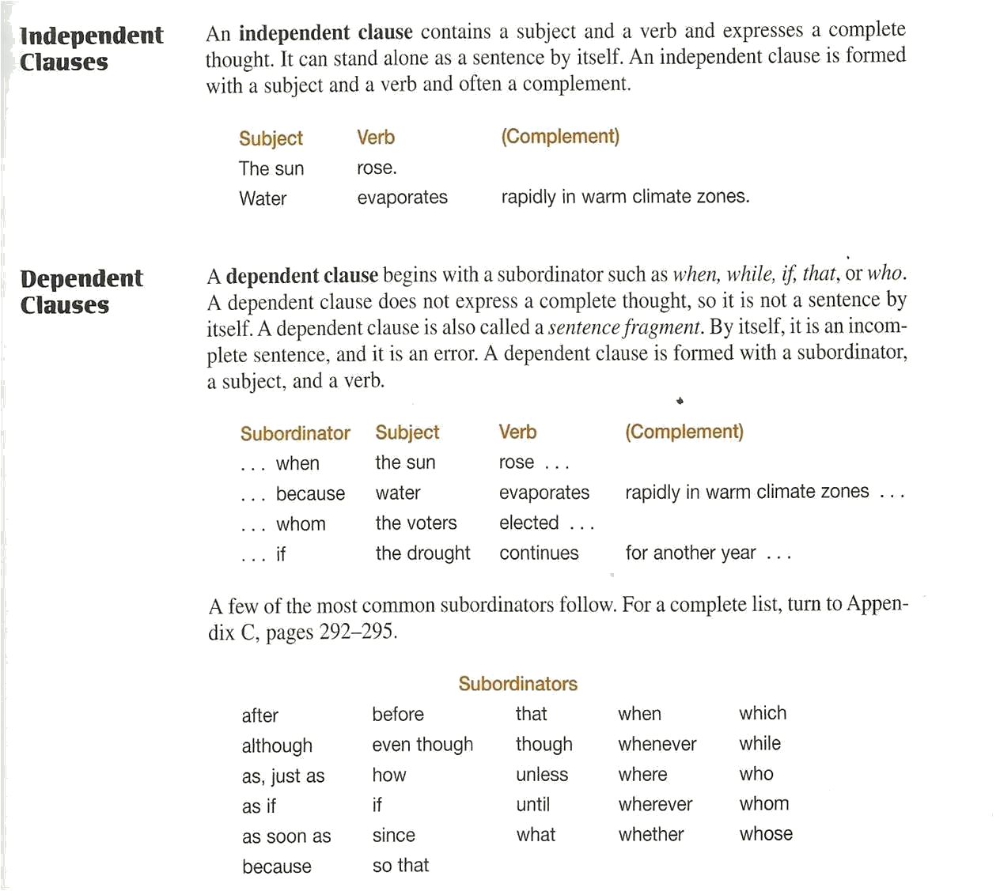 Independent
Clauses
An independent clause contains a subject and a verb and expresses a complete
thought. It can stand alone as a sentence by itself. An independent clause is formed
with a subject and a verb and often a complement.
Subject Verb (Complement)
The sun rose.
Water evaporates rapidly in warm climate zones.
Dependent
Clauses
A dependent clause begins with a subordinator such as when, while, if, that, or who.
A dependent clause does not express a complete thought, so it is not a sentence by
itself. A dependent clause is also called a sentence fragment. By itself, it is an incom-
plete sentence, and it is an error. A dependent clause is formed with a subordinator,
a subject, and a verb.
Subordinator Subject Verb (Complement)
... when the sun rose ...
... because water evaporates rapidly in warm climate zones ...
... whom the voters elected ...
... if the drought continues for another year ...
A few of the most common subordinators follow. For a complete list, turn to Appen-
dix C, pages 292–295.
Subordinators
after before that when which
although even though though whenever while
as, just as how unless where who
as if if until wherever whom
as soon as since what whether whose
because so that